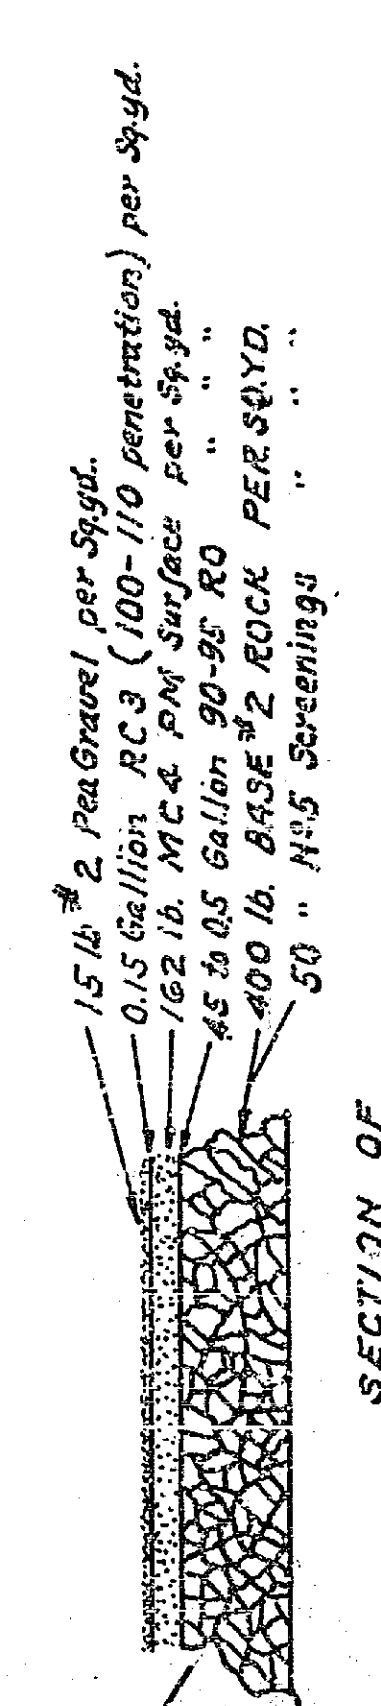 15 lb #2 Pea Gravel per Sq.yd.
0.15 Gallion RC3 (100-110 penetration) per Sq.yd.
162 lb. MC4 PM Surface per Sq.yd.
45 to 0.5 Gallon 90-95 RO " " "
400 lb. BASE #2 ROCK PER SQ.YD.
50 " Nº5 Screenings " " "
SECTION OF